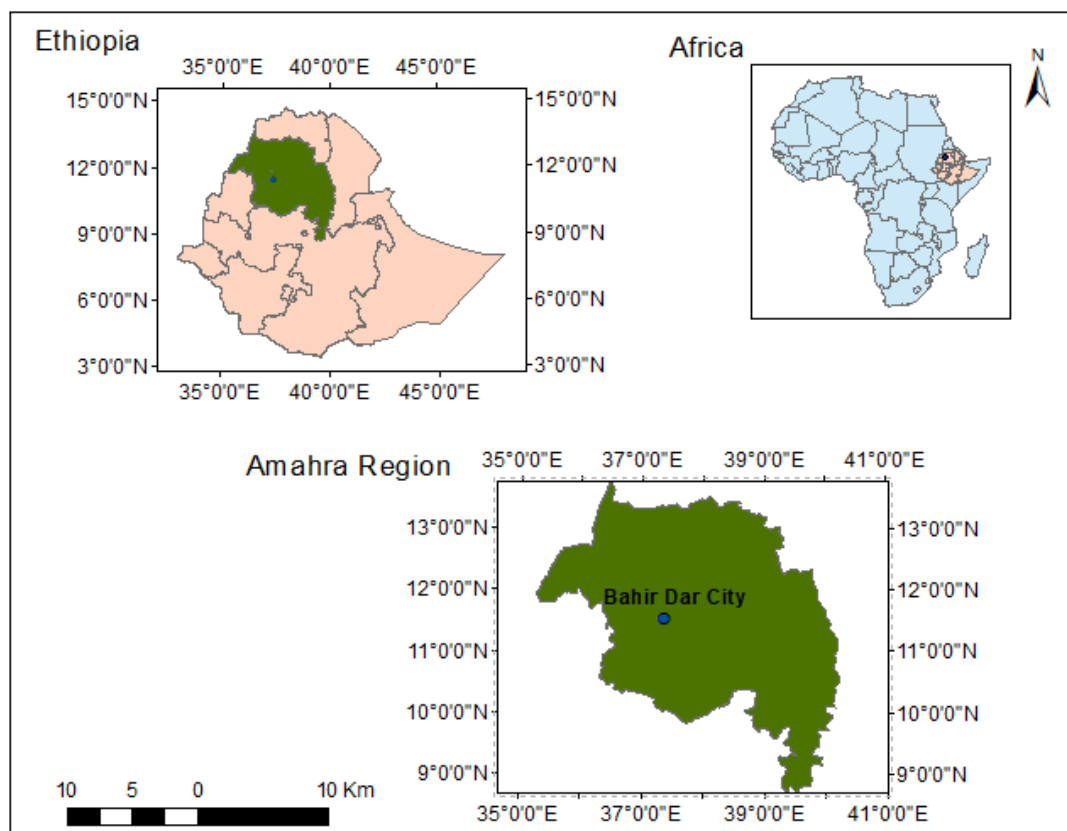 Ethiopia
35°0'0"E 40°0'0"E 45°0'0"E
15°0'0"N
12°0'0"N
9°0'0"N
6°0'0"N
3°0'0"N
15°0'0"N
12°0'0"N
9°0'0"N
6°0'0"N
3°0'0"N
35°0'0"E 40°0'0"E 45°0'0"E
Africa
N
Amahra Region
35°0'0"E 37°0'0"E 39°0'0"E 41°0'0"E
13°0'0"N
12°0'0"N
11°0'0"N
10°0'0"N
9°0'0"N
Bahir Dar City
13°0'0"N
12°0'0"N
11°0'0"N
10°0'0"N
9°0'0"N
35°0'0"E 37°0'0"E 39°0'0"E 41°0'0"E
10 5 0 10 Km